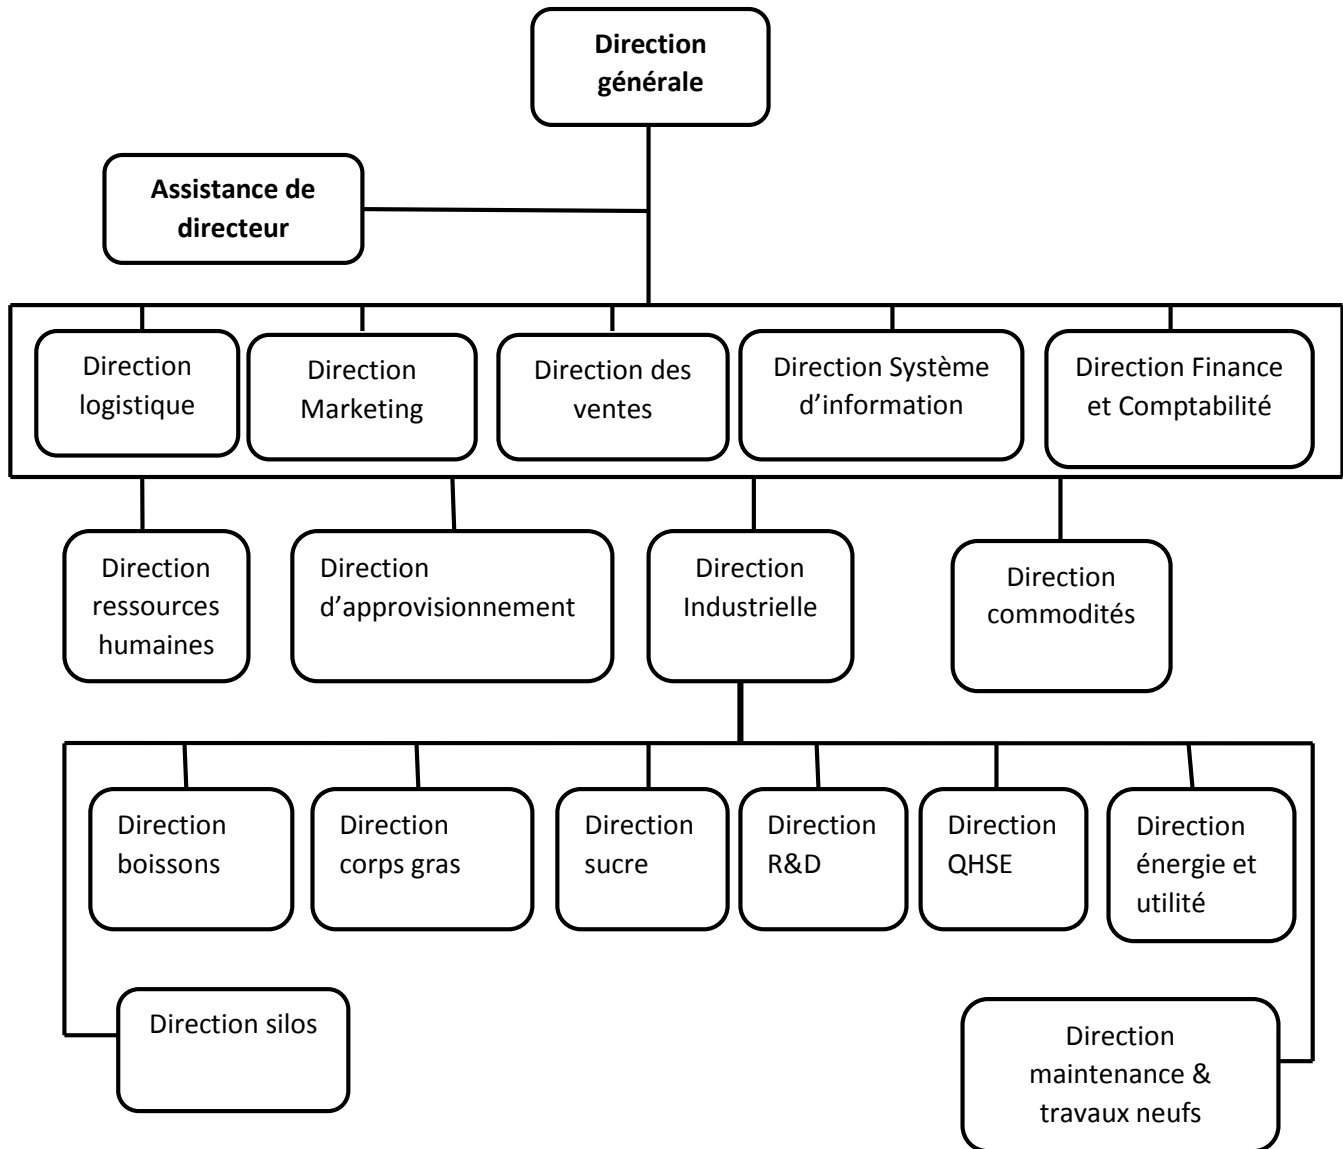 Direction
générale
Assistance de
directeur
Direction
logistique
Direction
Marketing
Direction des
ventes
Direction Système
d’information
Direction Finance
et Comptabilité
Direction
ressources
humaines
Direction
d’approvisionnement
Direction
Industrielle
Direction
commodités
Direction
boissons
Direction
corps gras
Direction
sucre
Direction
R&D
Direction
QHSE
Direction
énergie et
utilité
Direction silos
Direction
maintenance &
travaux neufs